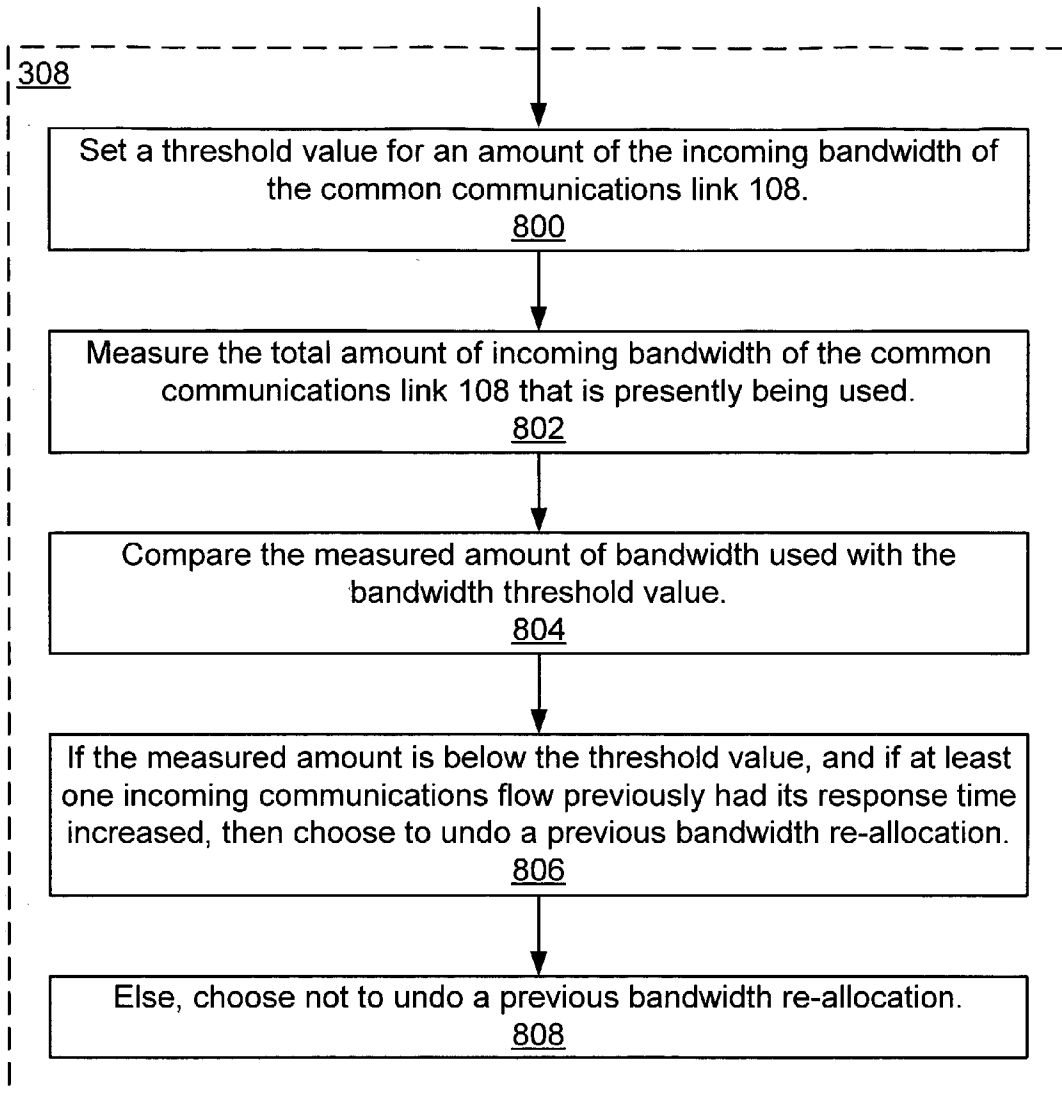 308
Set a threshold value for an amount of the incoming bandwidth of
the common communications link 108.
800
Measure the total amount of incoming bandwidth of the common
communications link 108 that is presently being used.
802
Compare the measured amount of bandwidth used with the
bandwidth threshold value.
804
If the measured amount is below the threshold value, and if at least
one incoming communications flow previously had its response time
increased, then choose to undo a previous bandwidth re-allocation.
806
Else, choose not to undo a previous bandwidth re-allocation.
808